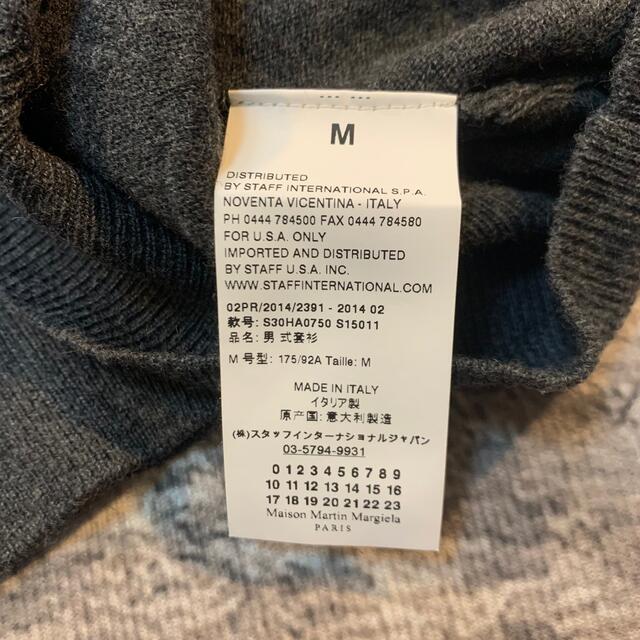 M
DISTRIBUTED
BY STAFF INTERNATIONAL S.P.A.
NOVENTA VICENTINA - ITALY
PH 0444 784500 FAX 0444 784580
FOR U.S.A. ONLY
IMPORTED AND DISTRIBUTED
BY STAFF U.S.A. INC.
WWW.STAFFINTERNATIONAL.COM
02PR/2014/2391 - 2014 02
款号: S30HA0750 S15011
品名: 男式套衫
M 号型: 175/92A Taille: M
MADE IN ITALY
イタリア製
原产国: 意大利製造
(株)スタッフインターナショナルジャパン
03-5794-9931
0 1 2 3 4 5 6 7 8 9
10 11 12 13 14 15 16
17 18 19 20 21 22 23
Maison Martin Margiela
PARIS